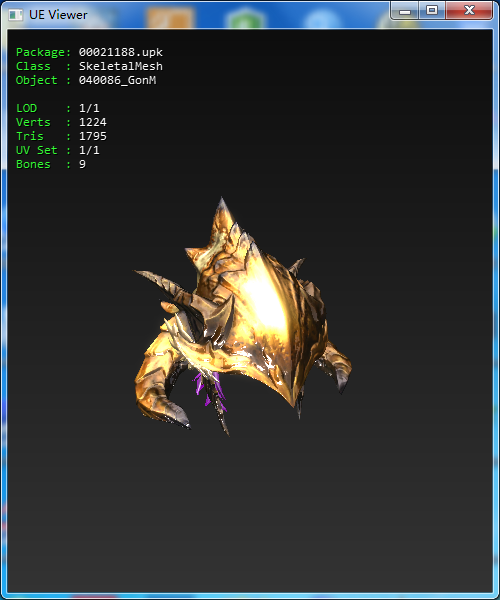 UE Viewer
Package: 00021188.upk
Class : SkeletalMesh
Object : 040086_GonM
LOD : 1/1
Verts : 1224
Tris : 1795
UV Set : 1/1
Bones : 9